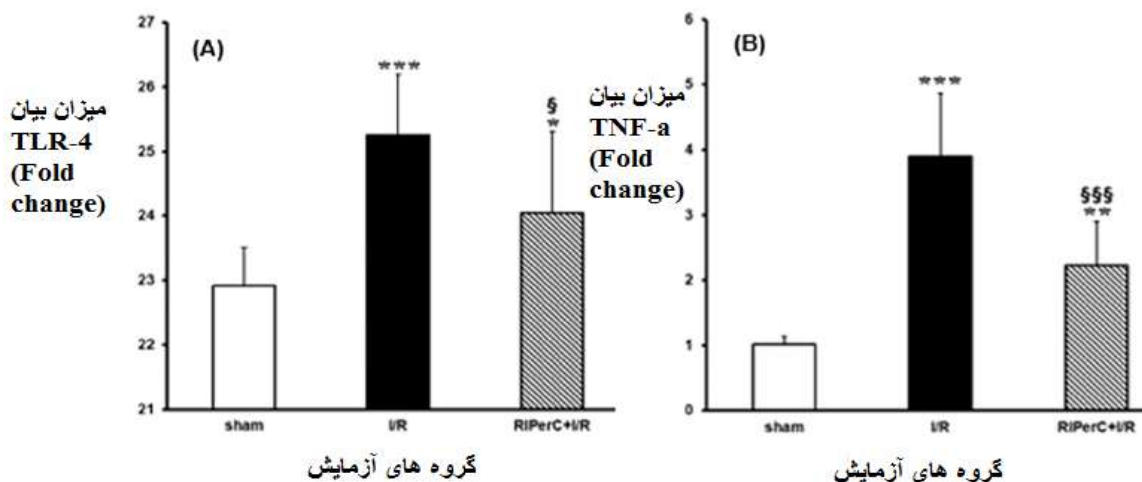 (A)
میزان بیان
TLR-4
(Fold
change)
27
26
25
24
23
22
21
***
§
*
sham
I/R
RIPerC+I/R
گروه های آزمایش
(B)
میزان بیان
TNF-a
(Fold
change)
6
5
4
3
2
1
0
***
§§§
**
sham
I/R
RIPerC+I/R
گروه های آزمایش